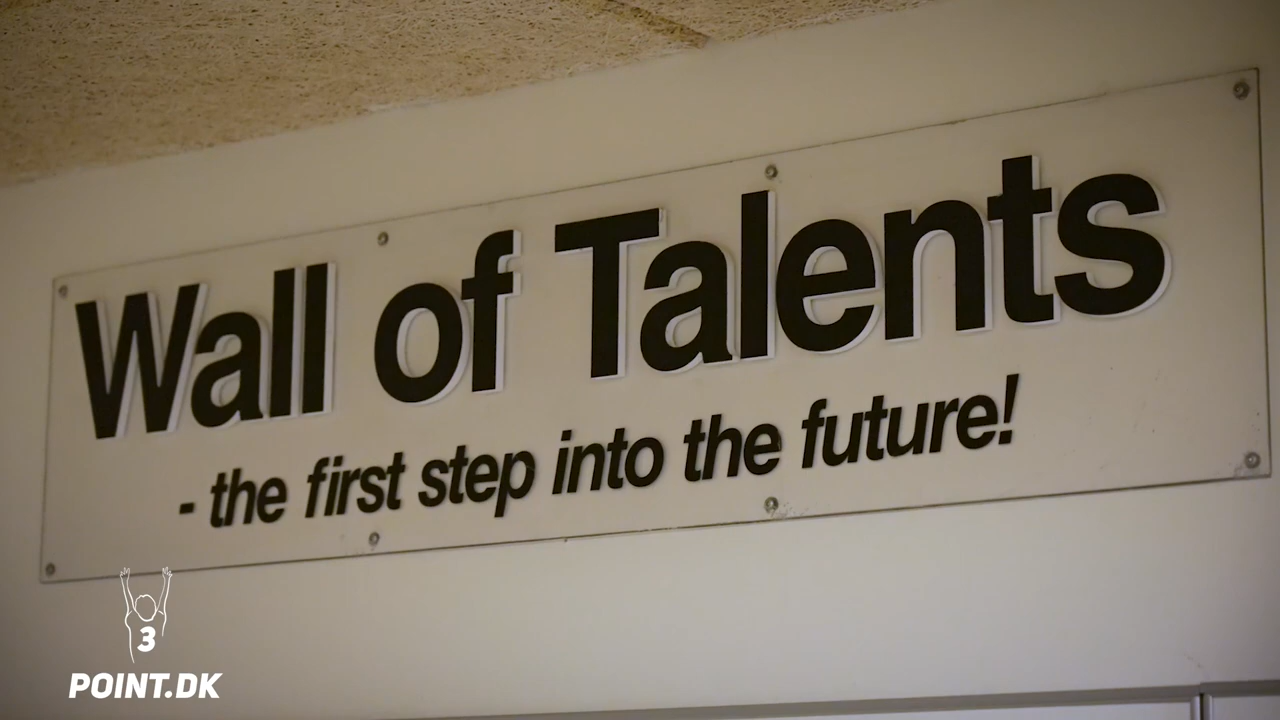 Wall of Talents
- the first step into the future!
3
POINT.DK